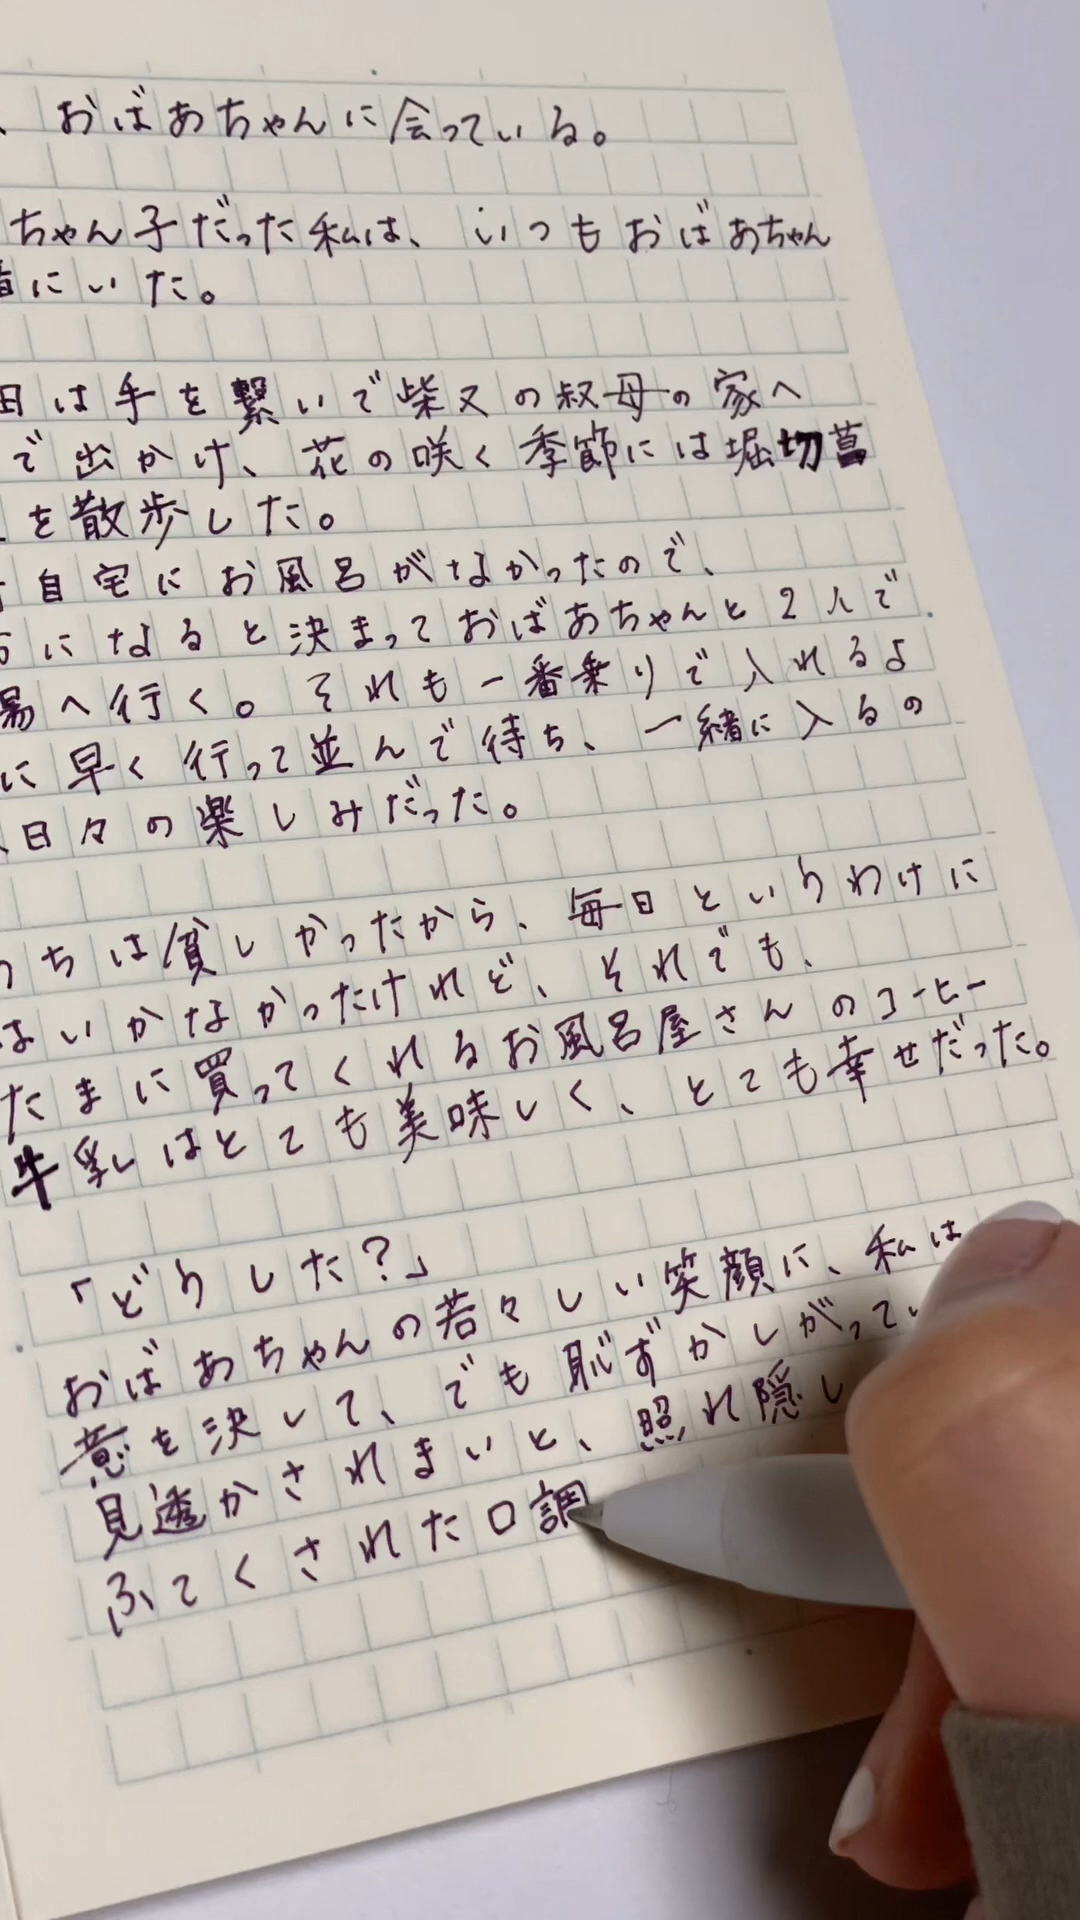 、おばあちゃんに会っている。
ちゃん子だった私は、いつもおばあちゃん
にいた。
は手を繋いで柴又の叔母の家へ
で出かけ、花の咲く季節には堀切菖
を散歩した。
自宅にお風呂がなかったので、
になると決まっておばあちゃんと2人で
場へ行く。それも一番乗りで入れるよ
に早く行って並んで待ち、一緒に入るの
、日々の楽しみだった。
うちは貧しかったから、毎日というわけに
はいかなかったけれど、それでも、
たまに買ってくれるお風呂屋さんのコーヒー
牛乳はとても美味しく、とても幸せだった。
「どうした?」
おばあちゃんの若々しい笑顔に、私は
意を決して、でも恥ずかしがってい
見透かされまいと、照れ隠し
ふてくされた口調